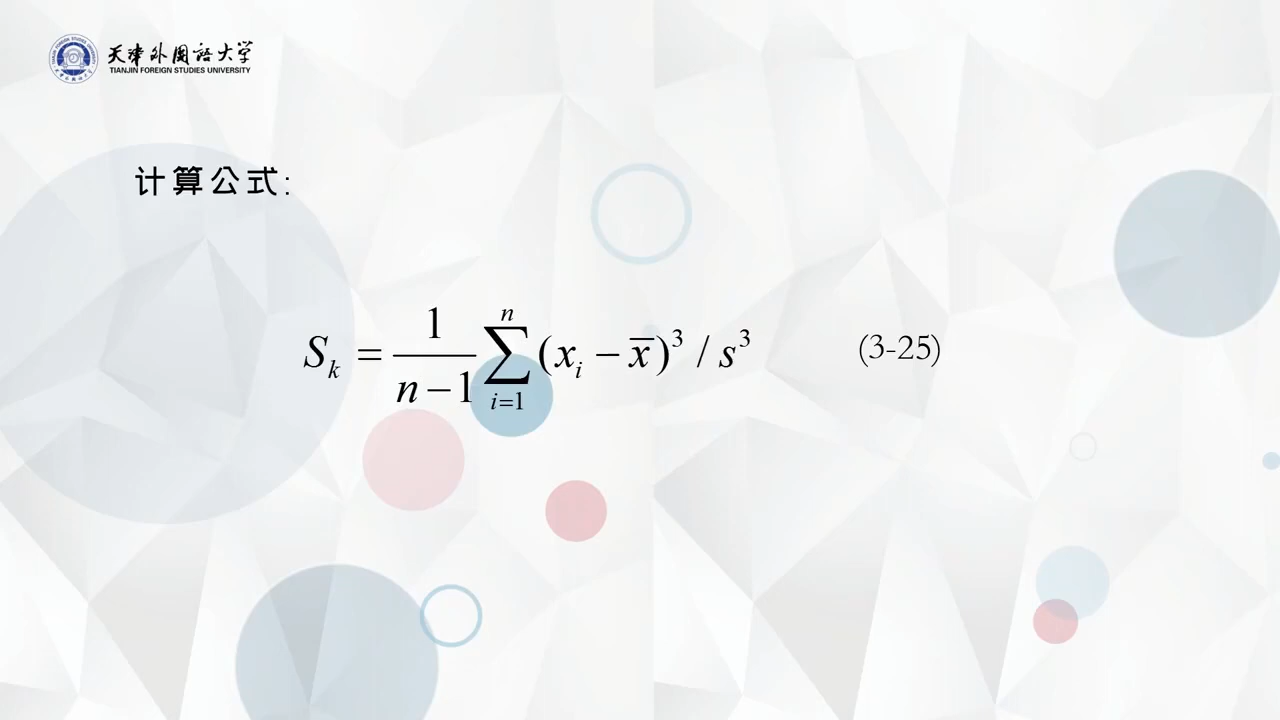 天津外国语大学
TIANJIN FOREIGN STUDIES UNIVERSITY
计算公式:
S_k = \frac{1}{n-1} \sum_{i=1}^{n} (x_i - \overline{x})^3 / s^3 (3-25)